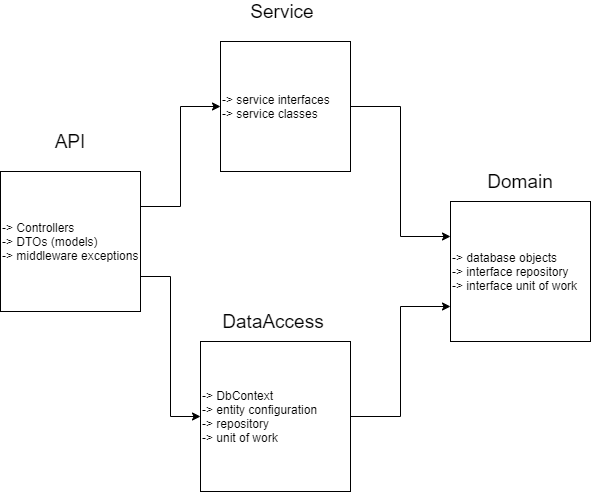 Service
-> service interfaces
-> service classes
API
-> Controllers
-> DTOs (models)
-> middleware exceptions
Domain
-> database objects
-> interface repository
-> interface unit of work
DataAccess
-> DbContext
-> entity configuration
-> repository
-> unit of work